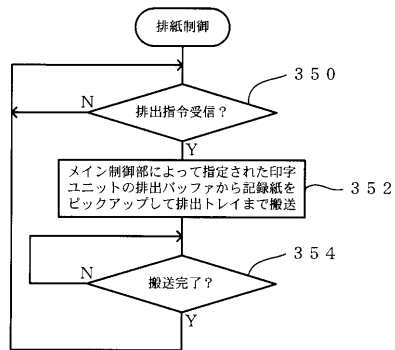 排紙制御
350
N
排出指令受信？
Y
メイン制御部によって指定された印字
ユニットの排出バッファから記録紙を
ピックアップして排出トレイまで搬送
352
354
N
搬送完了？
Y